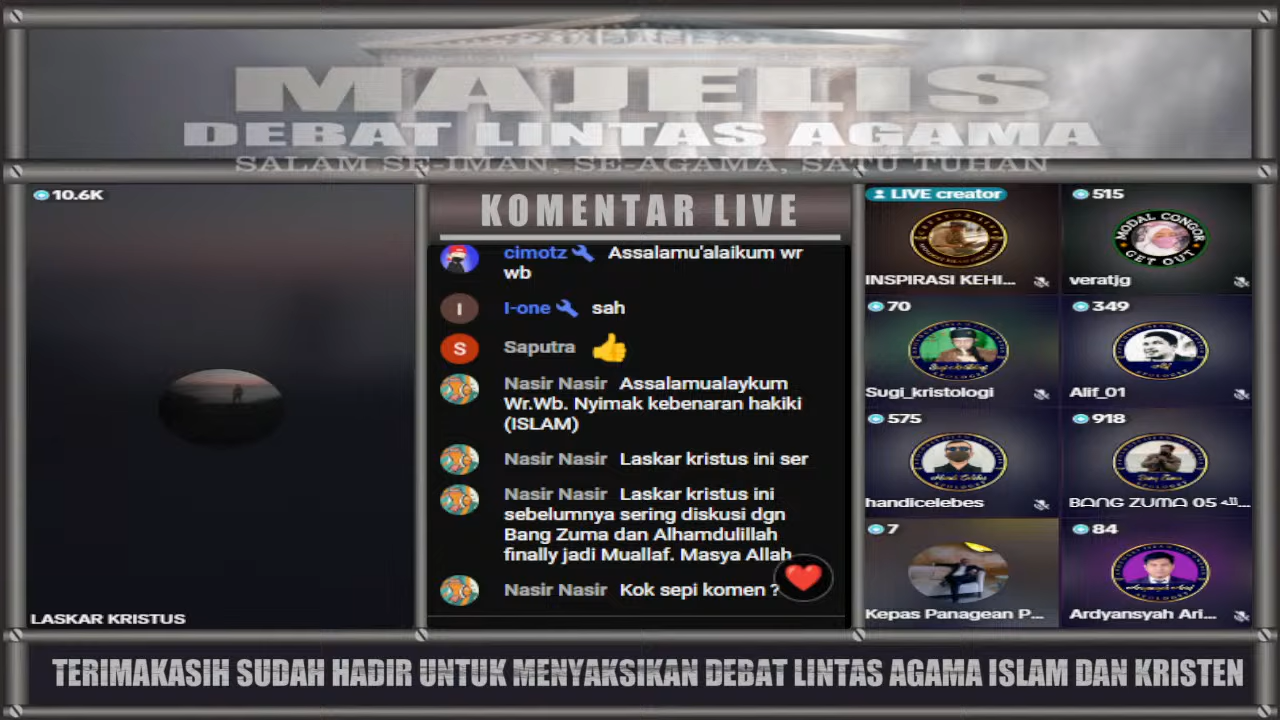 MAJELIS
DEBAT LINTAS AGAMA
SALAM SE-IMAN, SE-AGAMA, SATU TUHAN
10.6K
LASKAR KRISTUS
KOMENTAR LIVE
cimotz Assalamu'alaikum wr
wb
I
I-one sah
S
Saputra
Nasir Nasir Assalamualaykum
Wr.Wb. Nyimak kebenaran hakiki
(ISLAM)
Nasir Nasir Laskar kristus ini ser
Nasir Nasir Laskar kristus ini
sebelumnya sering diskusi dgn
Bang Zuma dan Alhamdulillah
finally jadi Muallaf. Masya Allah
Nasir Nasir Kok sepi komen ?
LIVE creator
INSPIRASI KEHI...
515
MODAL CONGOR
GET OUT
veratjg
70
Sugi_kristologi
349
Alif_01
575
handicelebes
918
BANG ZUMA 05
7
Kepas Panagean P...
84
Ardyansyah Ari...
TERIMAKASIH SUDAH HADIR UNTUK MENYAKSIKAN DEBAT LINTAS AGAMA ISLAM DAN KRISTEN